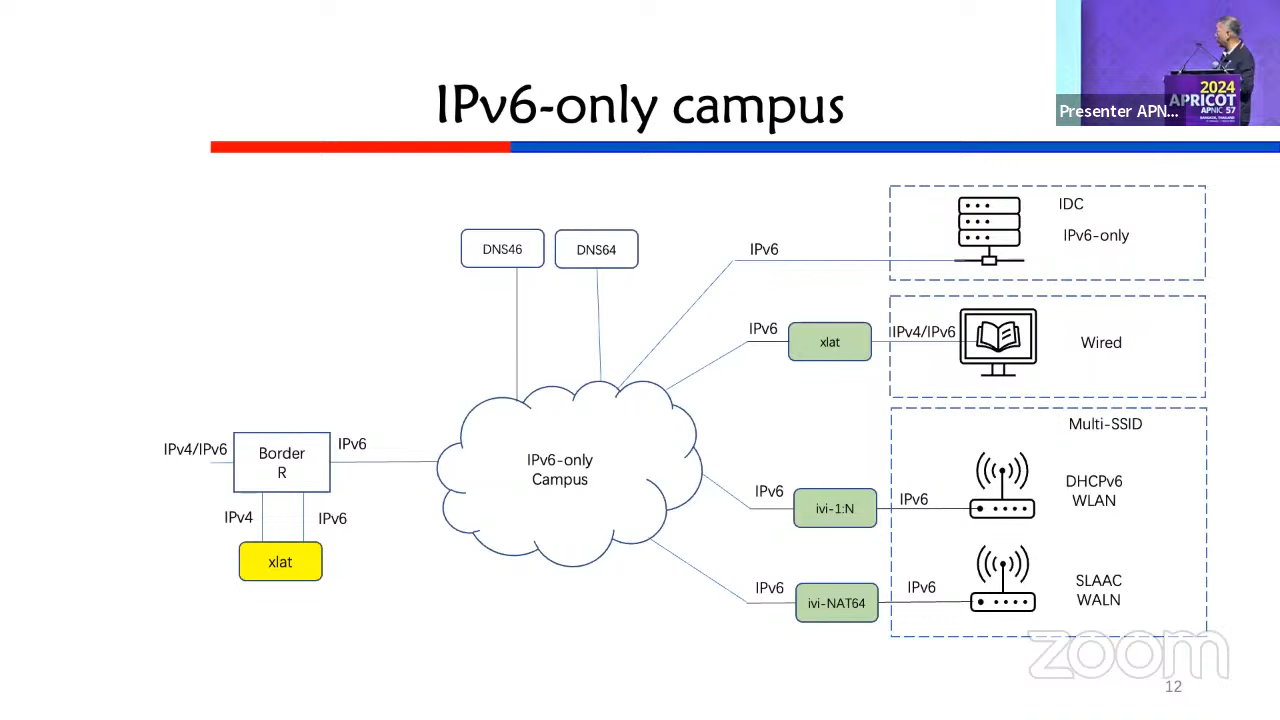 IPv6-only campus
2024
APRICOT
APNIC 57
Presenter APN...
DNS46
DNS64
IPv6
IDC
IPv6-only
IPv6
xlat
IPv4/IPv6
Wired
IPv4/IPv6
Border
R
IPv6
IPv6-only
Campus
Multi-SSID
IPv6
ivi-1:N
IPv6
DHCPv6
WLAN
IPv4
IPv6
xlat
IPv6
ivi-NAT64
IPv6
SLAAC
WALN
zoom
12